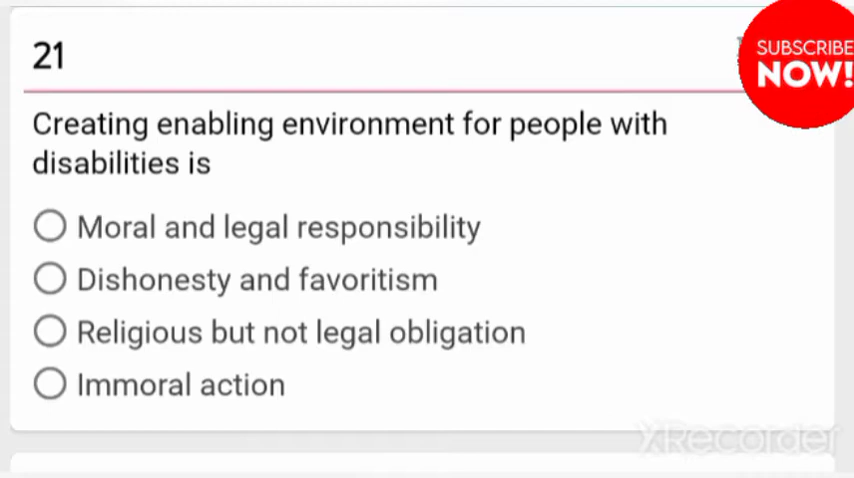 21
SUBSCRIBE
NOW!
Creating enabling environment for people with
disabilities is
Moral and legal responsibility
Dishonesty and favoritism
Religious but not legal obligation
Immoral action
XRecorder